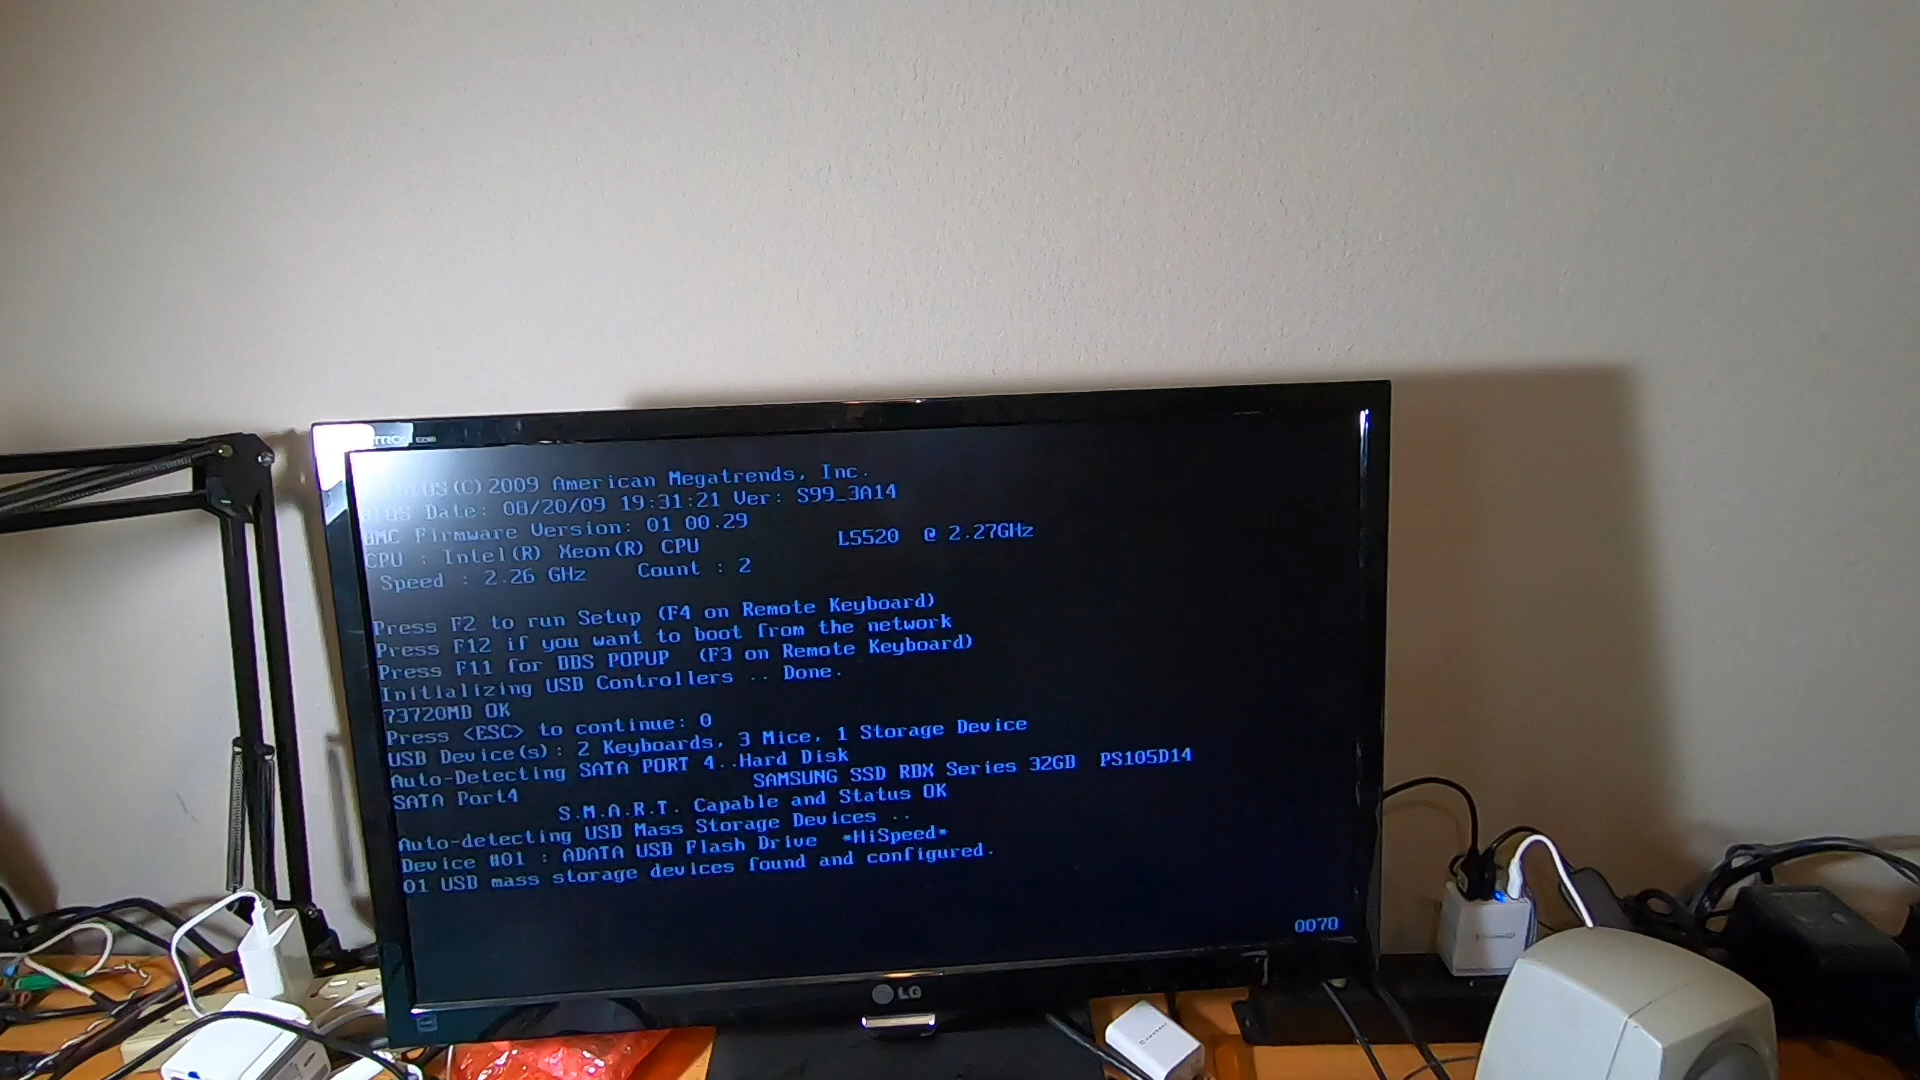 (C)2009 American Megatrends, Inc.
BIOS Date: 08/20/09 19:31:21 Ver: S99_3A14
BMC Firmware Version: 01 00.29
CPU : Intel(R) Xeon(R) CPU L5520 @ 2.27GHz
Speed : 2.26 GHz Count : 2
Press F2 to run Setup (F4 on Remote Keyboard)
Press F12 if you want to boot from the network
Press F11 for BBS POPUP (F3 on Remote Keyboard)
Initializing USB Controllers .. Done.
73720MB OK
Press <ESC> to continue: 0
USB Device(s): 2 Keyboards, 3 Mice, 1 Storage Device
Auto-Detecting SATA PORT 4..Hard Disk
SATA Port4 SAMSUNG SSD RBX Series 32GB PS105D14
S.M.A.R.T. Capable and Status OK
Auto-detecting USB Mass Storage Devices ..
Device #01 : ADATA USB Flash Drive *HiSpeed*
01 USB mass storage devices found and configured.
0070
LG